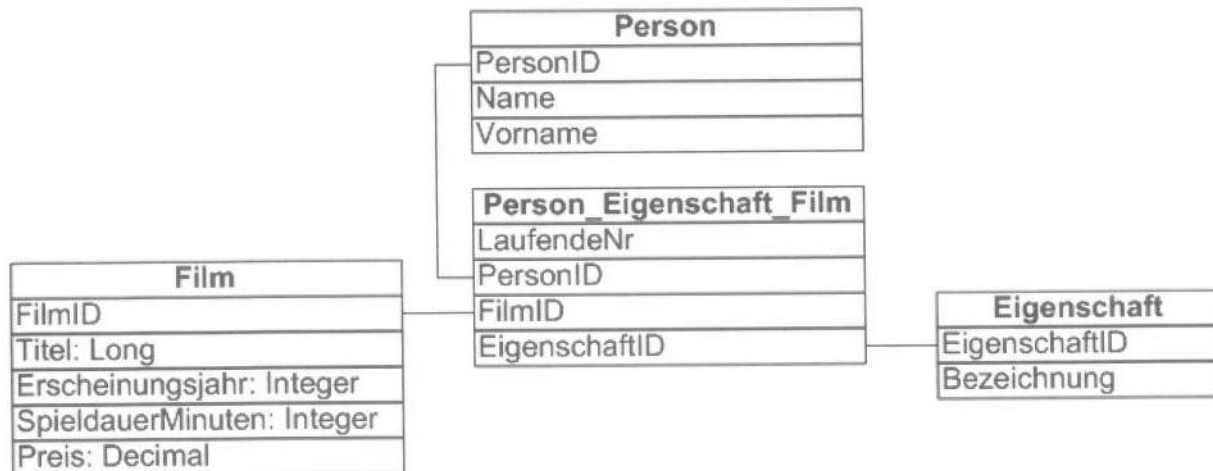 Person
PersonID
Name
Vorname
Person_Eigenschaft_Film
LaufendeNr
PersonID
FilmID
EigenschaftID
Film
FilmID
Titel: Long
Erscheinungsjahr: Integer
SpieldauerMinuten: Integer
Preis: Decimal
Eigenschaft
EigenschaftID
Bezeichnung